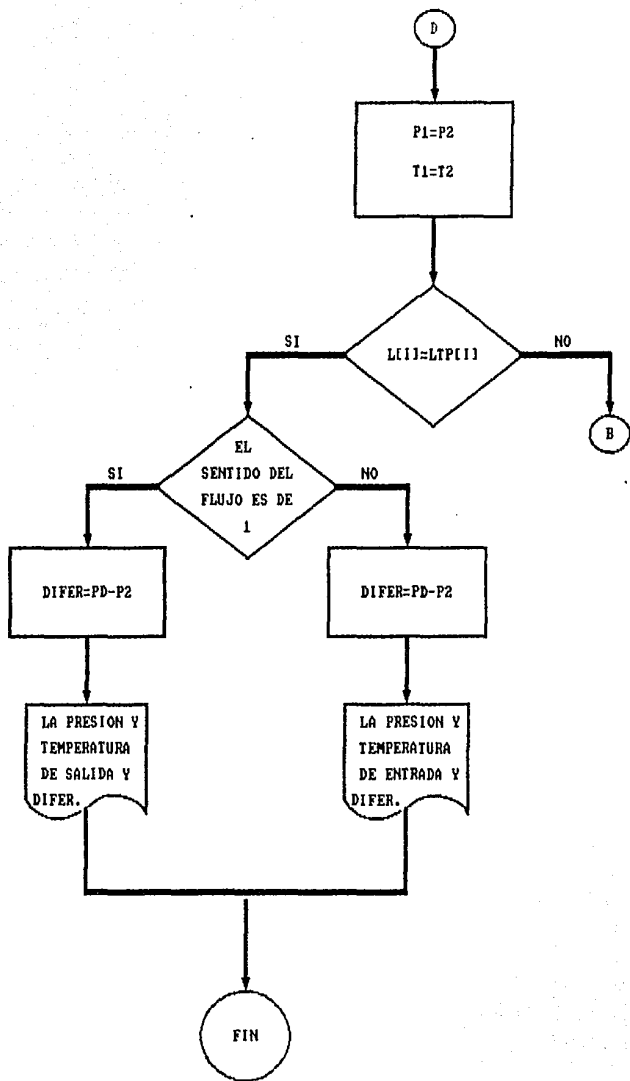 D
P1=P2
T1=T2
SI
L[I]=LTP[I]
NO
B
EL
SENTIDO DEL
FLUJO ES DE
1
SI
NO
DIFER=PD-P2
DIFER=PD-P2
LA PRESION Y
TEMPERATURA
DE SALIDA Y
DIFER.
LA PRESION Y
TEMPERATURA
DE ENTRADA Y
DIFER.
FIN